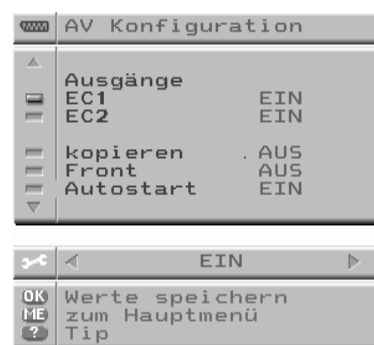 AV Konfiguration
Ausgänge
EC1 EIN
EC2 EIN
kopieren . AUS
Front AUS
Autostart EIN
EIN
OK Werte speichern
ME zum Hauptmenü
? Tip